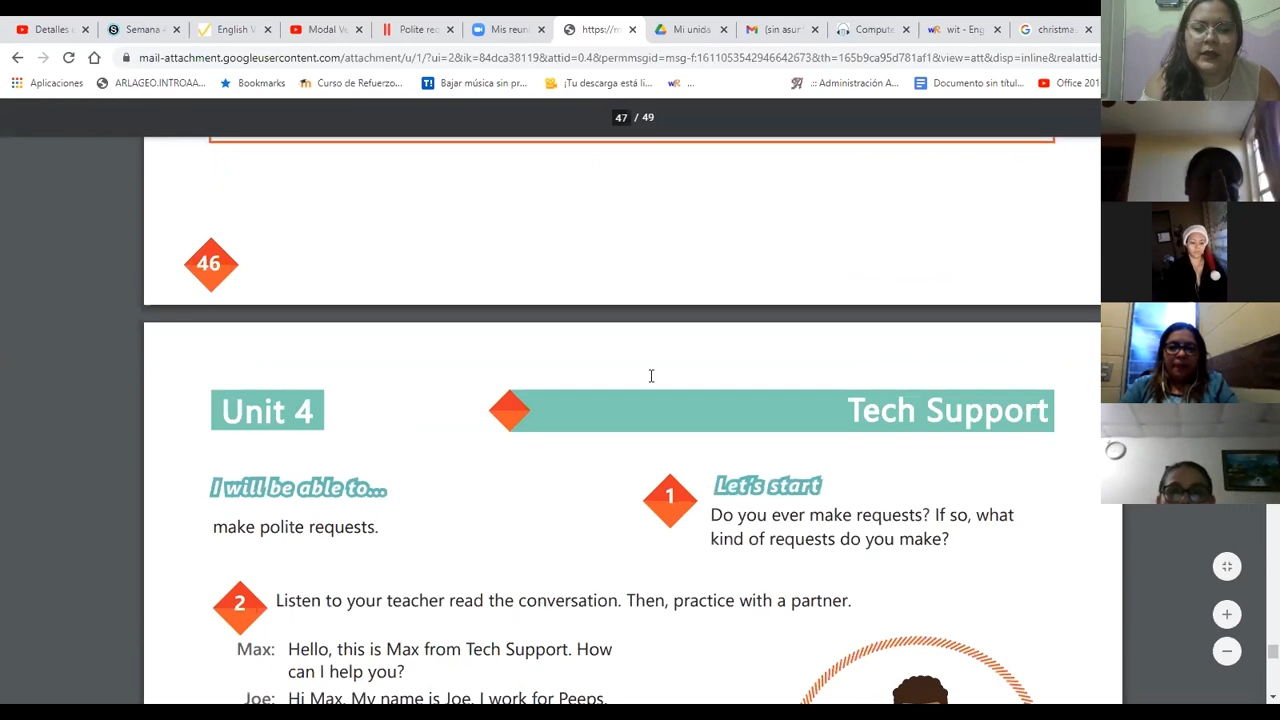 Detalles
Semana 4
English V
Modal Ve
Polite rec
Mis reuni
https://m
Mi unida
(sin asun
Compute
wit - Eng
christma
mail-attachment.googleusercontent.com/attachment/u/1/?ui=2&ik=84dca38119&attid=0.4&permmsgid=msg-f:1611053542946642673&th=165b9ca95d781af1&view=att&disp=inline&realattid=
Aplicaciones
ARLAGEO.INTROAA...
Bookmarks
Curso de Refuerzo...
Bajar música sin pr...
¡Tu descarga está li...
...
.:: Administración A...
Documento sin títul...
Office 201
47 / 49
46
Unit 4
Tech Support
I will be able to...
make polite requests.
1
Let's start
Do you ever make requests? If so, what
kind of requests do you make?
2
Listen to your teacher read the conversation. Then, practice with a partner.
Max: Hello, this is Max from Tech Support. How
can I help you?
Joe: Hi Max. My name is Joe. I work for Peeps.